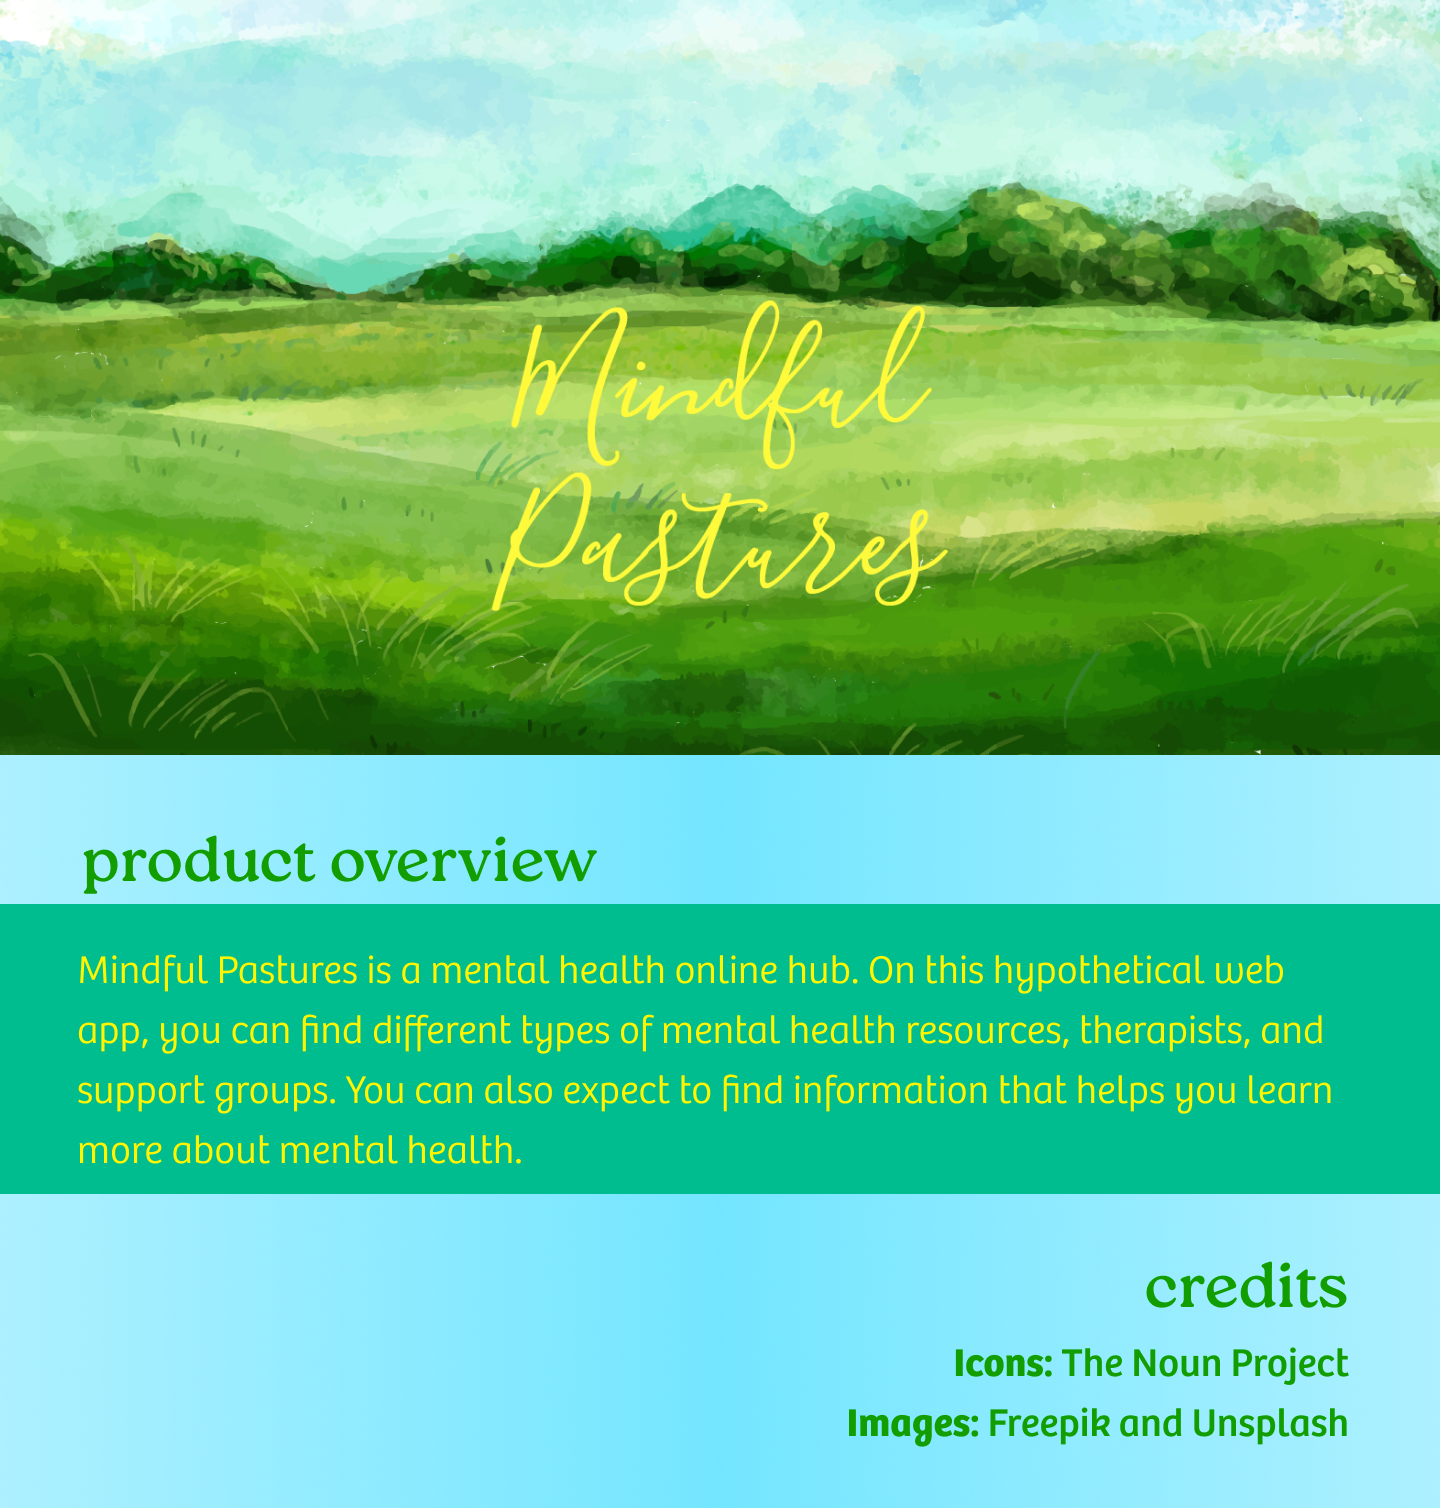 Mindful
Pastures
product overview
Mindful Pastures is a mental health online hub. On this hypothetical web
app, you can find different types of mental health resources, therapists, and
support groups. You can also expect to find information that helps you learn
more about mental health.
credits
Icons: The Noun Project
Images: Freepik and Unsplash